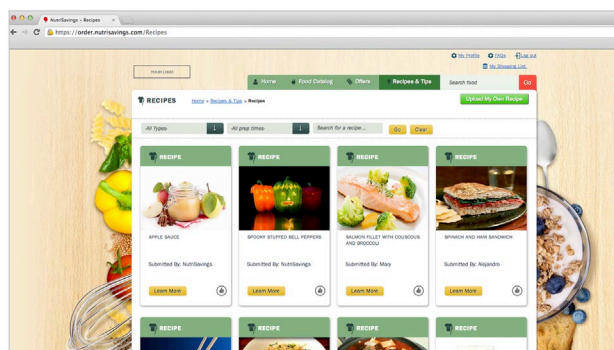 NutriSavings - Recipes
https://order.nutrisavings.com/Recipes
My Profile FAQs Log out
My Shopping List
YOUR LOGO
Home Food Catalog Offers Recipes & Tips Search food Go
RECIPES Home » Recipes & Tips » Recipes Upload My Own Recipe
-All Types- -All prep times- Search for a recipe... Go Clear
RECIPE RECIPE RECIPE RECIPE
APPLE SAUCE SPOOKY STUFFED BELL PEPPERS SALMON FILLET WITH COUSCOUS AND BROCCOLI SPINACH AND HAM SANDWICH
Submitted By: NutriSavings Submitted By: NutriSavings Submitted By: Mary Submitted By: Alejandro
Learn More Learn More Learn More Learn More
RECIPE RECIPE RECIPE RECIPE